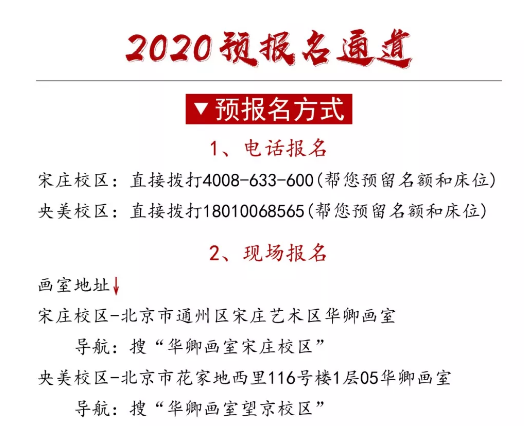 2020预报名通道
▼预报名方式
1、电话报名
宋庄校区：直接拨打4008-633-600(帮您预留名额和床位)
央美校区：直接拨打18010068565(帮您预留名额和床位)
2、现场报名
画室地址↓
宋庄校区-北京市通州区宋庄艺术区华卿画室
导航：搜“华卿画室宋庄校区”
央美校区-北京市花家地西里116号楼1层05华卿画室
导航：搜“华卿画室望京校区”